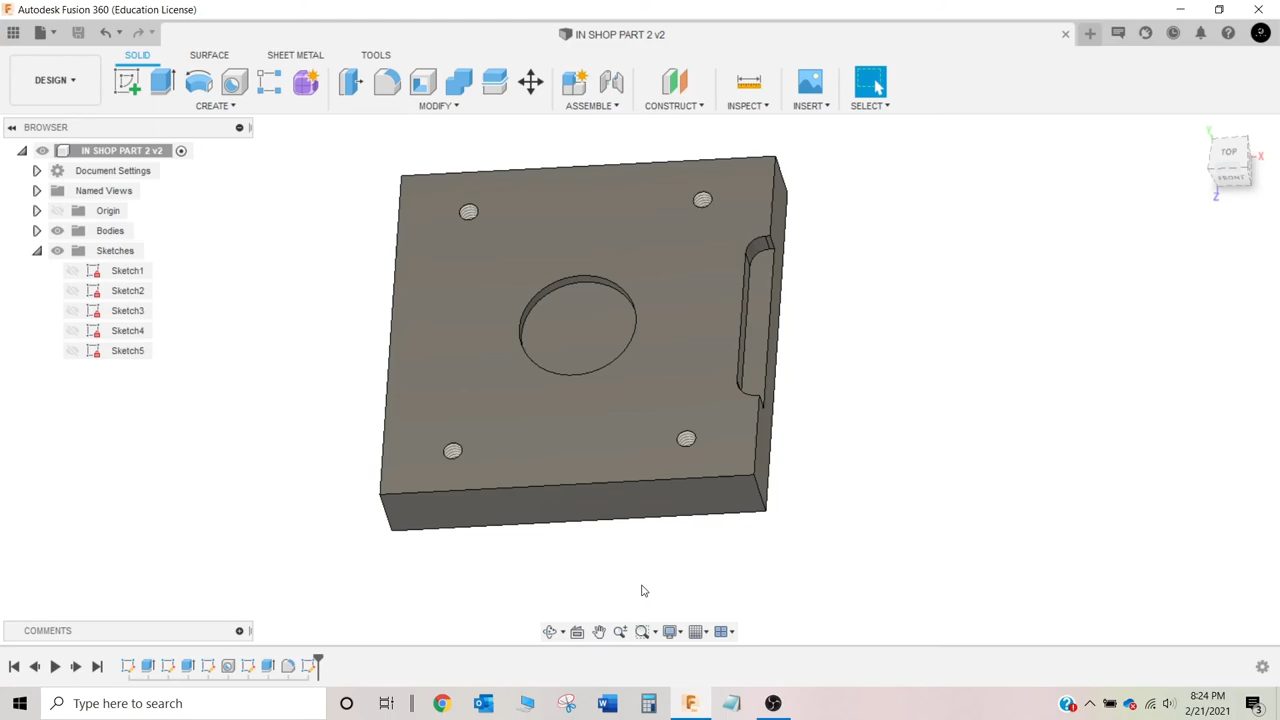 Autodesk Fusion 360 (Education License)
IN SHOP PART 2 v2
SOLID SURFACE SHEET METAL TOOLS
DESIGN
CREATE MODIFY ASSEMBLE CONSTRUCT INSPECT INSERT SELECT
BROWSER
IN SHOP PART 2 v2
Document Settings
Named Views
Origin
Bodies
Sketches
Sketch1
Sketch2
Sketch3
Sketch4
Sketch5
Y
TOP
X
FRONT
Z
COMMENTS
Type here to search
8:24 PM
2/21/2021
3